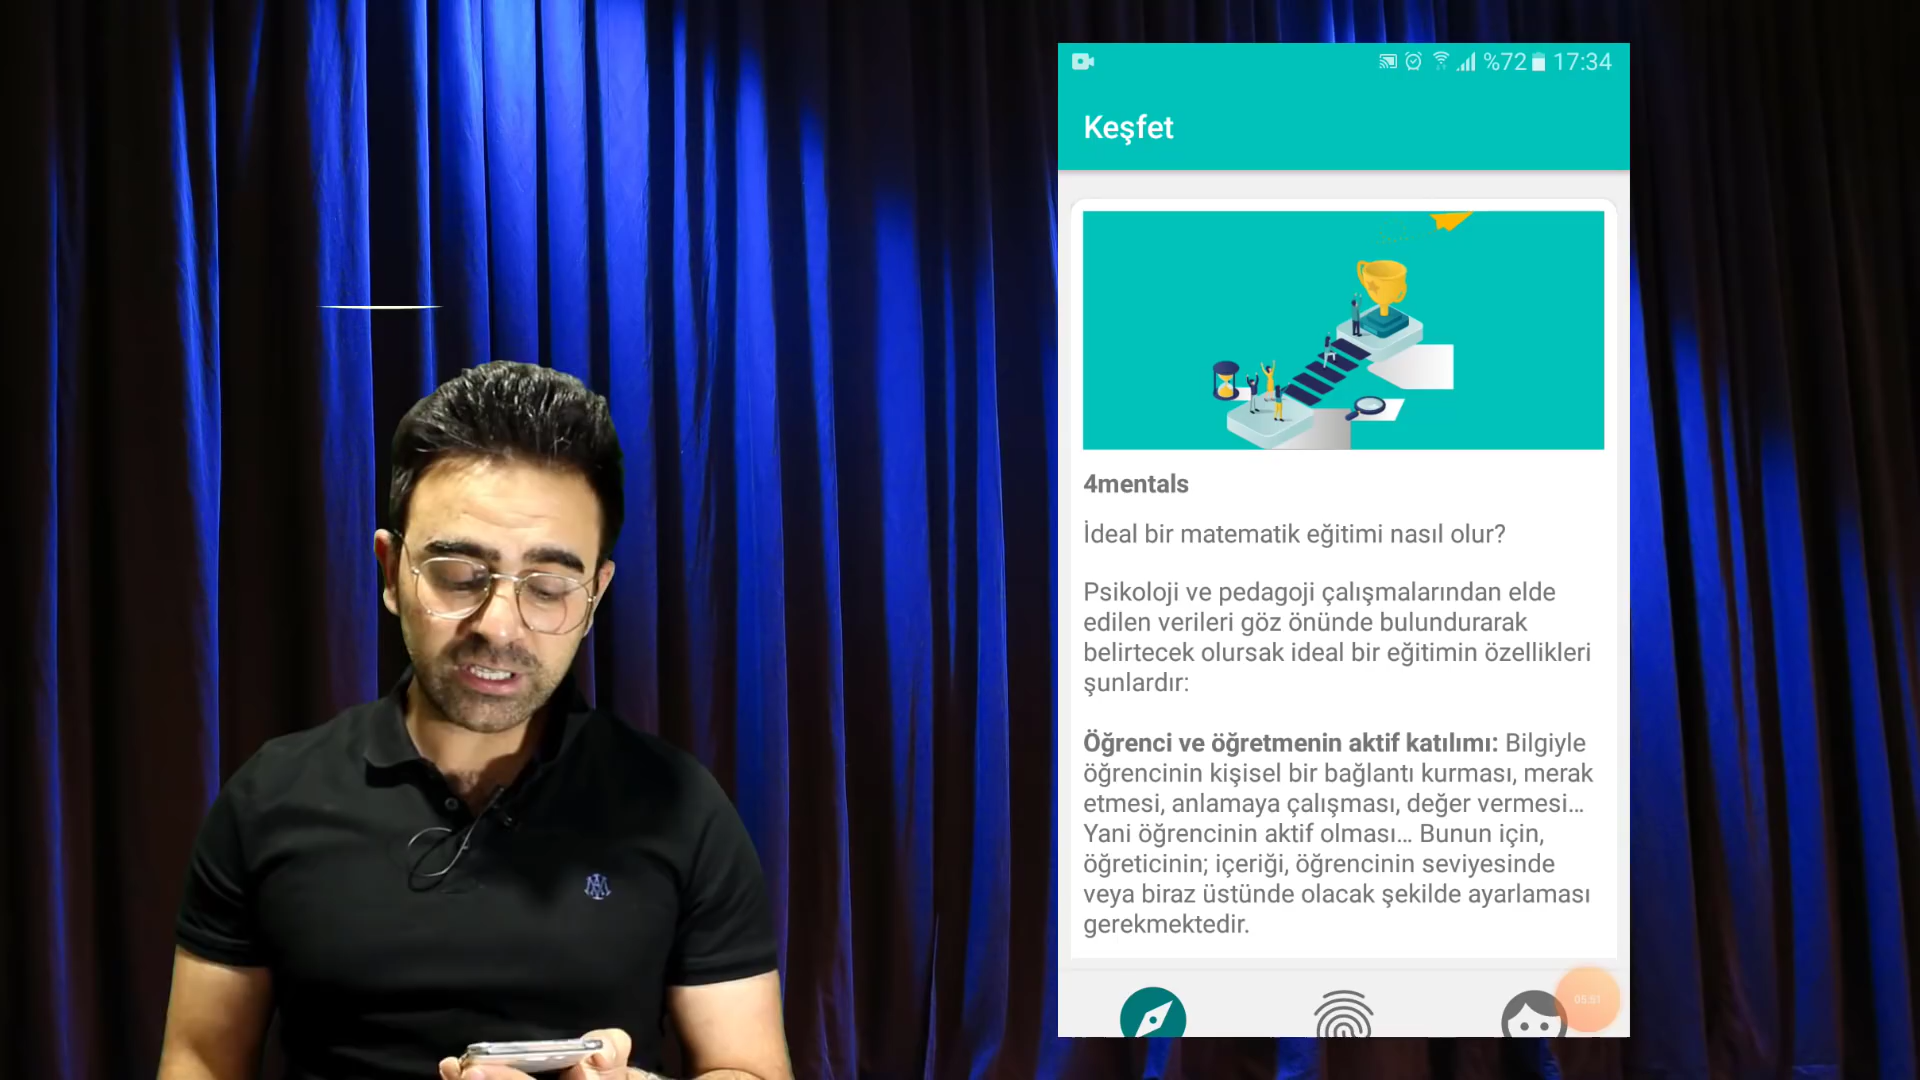 %72 17:34
Keşfet
4mentals
İdeal bir matematik eğitimi nasıl olur?
Psikoloji ve pedagoji çalışmalarından elde
edilen verileri göz önünde bulundurarak
belirtecek olursak ideal bir eğitimin özellikleri
şunlardır:
Öğrenci ve öğretmenin aktif katılımı: Bilgiyle
öğrencinin kişisel bir bağlantı kurması, merak
etmesi, anlamaya çalışması, değer vermesi...
Yani öğrencinin aktif olması... Bunun için,
öğreticinin; içeriği, öğrencinin seviyesinde
veya biraz üstünde olacak şekilde ayarlaması
gerekmektedir.
05:51